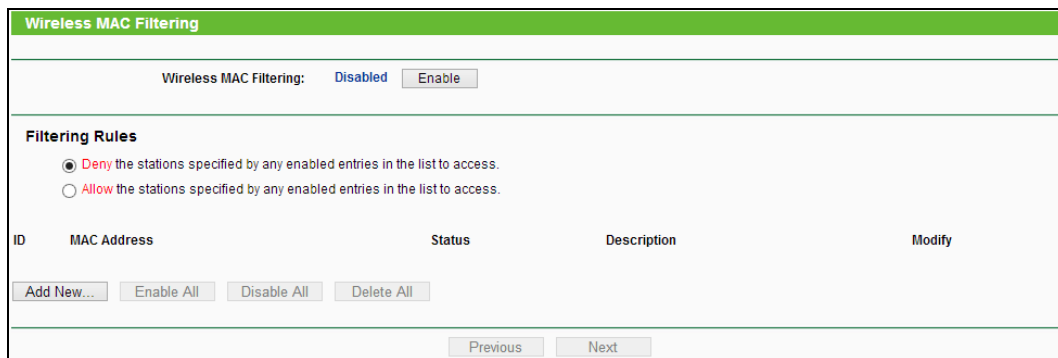 Wireless MAC Filtering
Wireless MAC Filtering: Disabled Enable
Filtering Rules
Deny the stations specified by any enabled entries in the list to access.
Allow the stations specified by any enabled entries in the list to access.
ID MAC Address Status Description Modify
Add New... Enable All Disable All Delete All
Previous Next